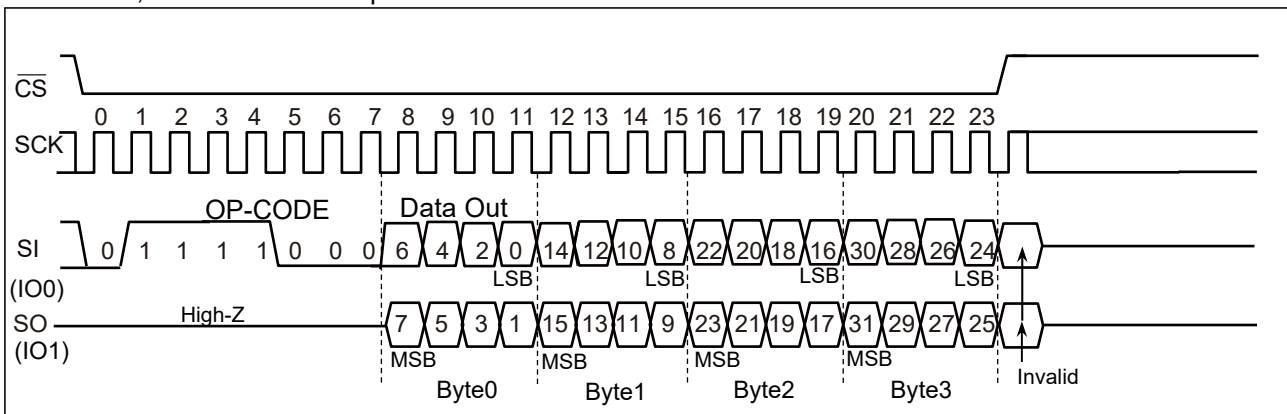 CS
0 1 2 3 4 5 6 7 8 9 10 11 12 13 14 15 16 17 18 19 20 21 22 23
SCK
OP-CODE Data Out
SI 0 1 1 1 1 0 0 0 6 4 2 0 14 12 10 8 22 20 18 16 30 28 26 24
(IO0) LSB LSB LSB LSB
SO High-Z 7 5 3 1 15 13 11 9 23 21 19 17 31 29 27 25
(IO1) MSB MSB MSB MSB
Invalid
Byte0 Byte1 Byte2 Byte3